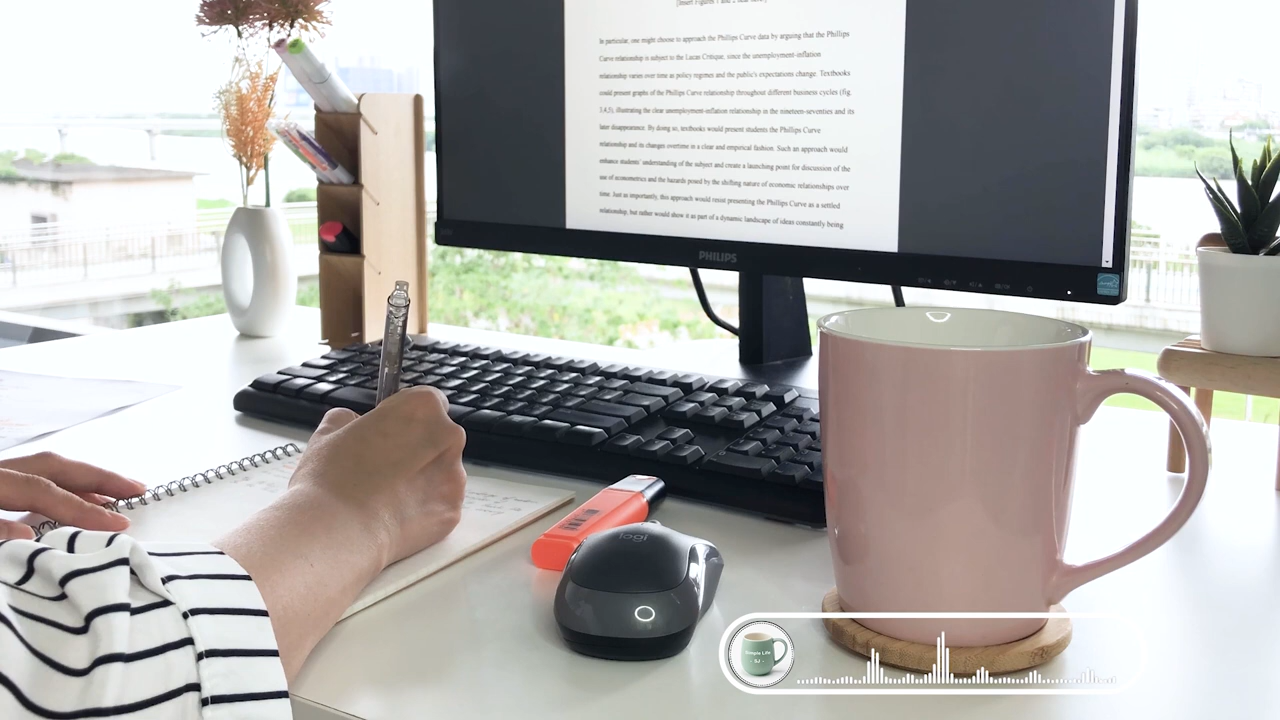 [Insert Figures 1 and 2 near here]
In particular, one might choose to approach the Phillips Curve data by arguing that the Phillips
Curve relationship is subject to the Lucas Critique, since the unemployment-inflation
relationship varies over time as policy regimes and the public's expectations change. Textbooks
could present graphs of the Phillips Curve relationship throughout different business cycles (fig.
3,4,5), illustrating the clear unemployment-inflation relationship in the nineteen-seventies and its
later disappearance. By doing so, textbooks would present students the Phillips Curve
relationship and its changes overtime in a clear and empirical fashion. Such an approach would
enhance students' understanding of the subject and create a launching point for discussion of the
use of econometrics and the hazards posed by the shifting nature of economic relationships over
time. Just as importantly, this approach would resist presenting the Phillips Curve as a settled
relationship, but rather would show it as part of a dynamic landscape of ideas constantly being
PHILIPS
logi
Simple Life
- SJ -